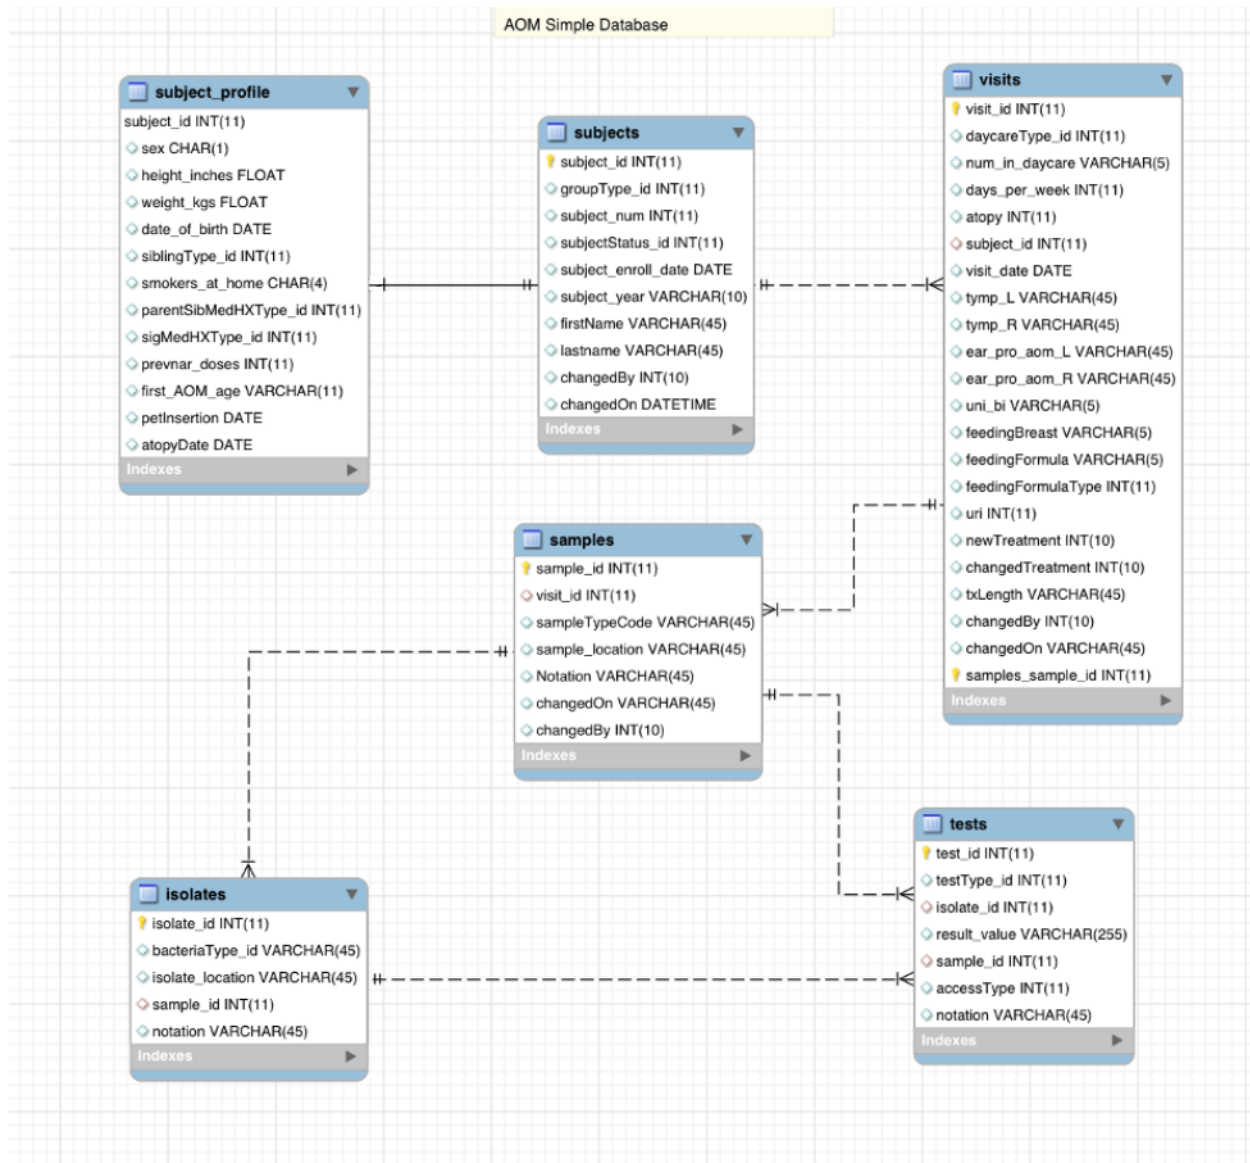 AOM Simple Database
subject_profile
subject_id INT(11)
sex CHAR(1)
height_inches FLOAT
weight_kgs FLOAT
date_of_birth DATE
siblingType_id INT(11)
smokers_at_home CHAR(4)
parentSibMedHXType_id INT(11)
sigMedHXType_id INT(11)
prevnar_doses INT(11)
first_AOM_age VARCHAR(11)
petInsertion DATE
atopyDate DATE
Indexes
subjects
subject_id INT(11)
groupType_id INT(11)
subject_num INT(11)
subjectStatus_id INT(11)
subject_enroll_date DATE
subject_year VARCHAR(10)
firstName VARCHAR(45)
lastname VARCHAR(45)
changedBy INT(10)
changedOn DATETIME
Indexes
visits
visit_id INT(11)
daycareType_id INT(11)
num_in_daycare VARCHAR(5)
days_per_week INT(11)
atopy INT(11)
subject_id INT(11)
visit_date DATE
tymp_L VARCHAR(45)
tymp_R VARCHAR(45)
ear_pro_aom_L VARCHAR(45)
ear_pro_aom_R VARCHAR(45)
uni_bi VARCHAR(5)
feedingBreast VARCHAR(5)
feedingFormula VARCHAR(5)
feedingFormulaType INT(11)
uri INT(11)
newTreatment INT(10)
changedTreatment INT(10)
txLength VARCHAR(45)
changedBy INT(10)
changedOn VARCHAR(45)
samples_sample_id INT(11)
Indexes
samples
sample_id INT(11)
visit_id INT(11)
sampleTypeCode VARCHAR(45)
sample_location VARCHAR(45)
Notation VARCHAR(45)
changedOn VARCHAR(45)
changedBy INT(10)
Indexes
isolates
isolate_id INT(11)
bacteriaType_id VARCHAR(45)
isolate_location VARCHAR(45)
sample_id INT(11)
notation VARCHAR(45)
Indexes
tests
test_id INT(11)
testType_id INT(11)
isolate_id INT(11)
result_value VARCHAR(255)
sample_id INT(11)
accessType INT(11)
notation VARCHAR(45)
Indexes